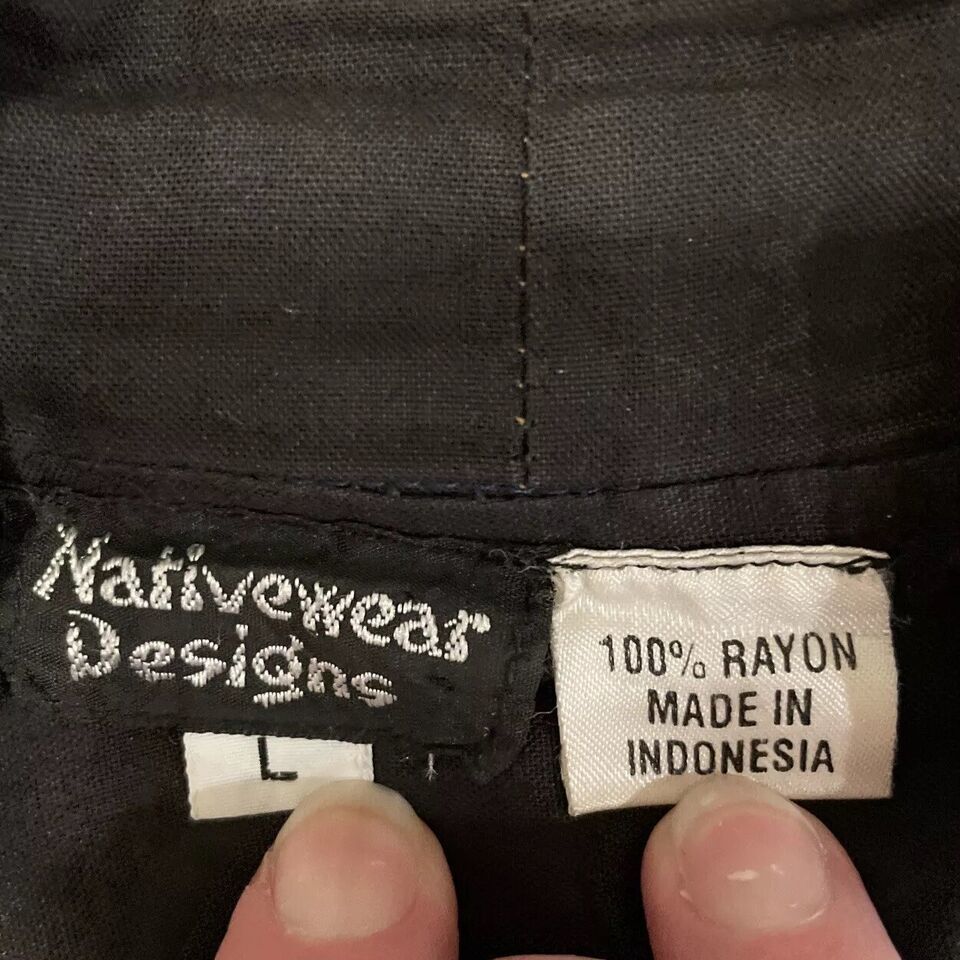 Nativewear
Designs
L
100% RAYON
MADE IN
INDONESIA